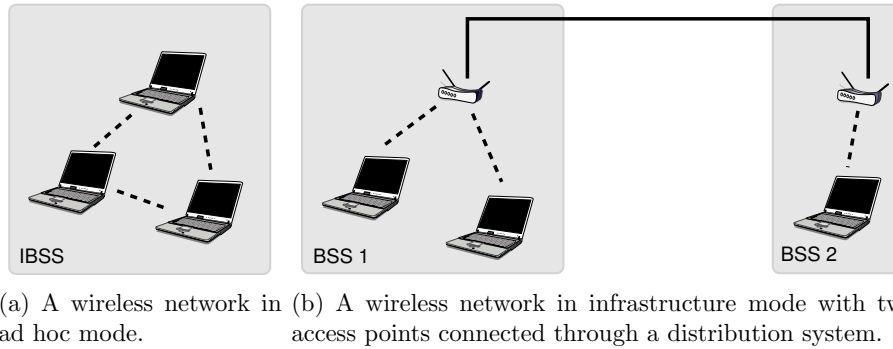 IBSS
BSS 1
BSS 2
(a) A wireless network in
ad hoc mode.
(b) A wireless network in infrastructure mode with
access points connected through a distribution system.